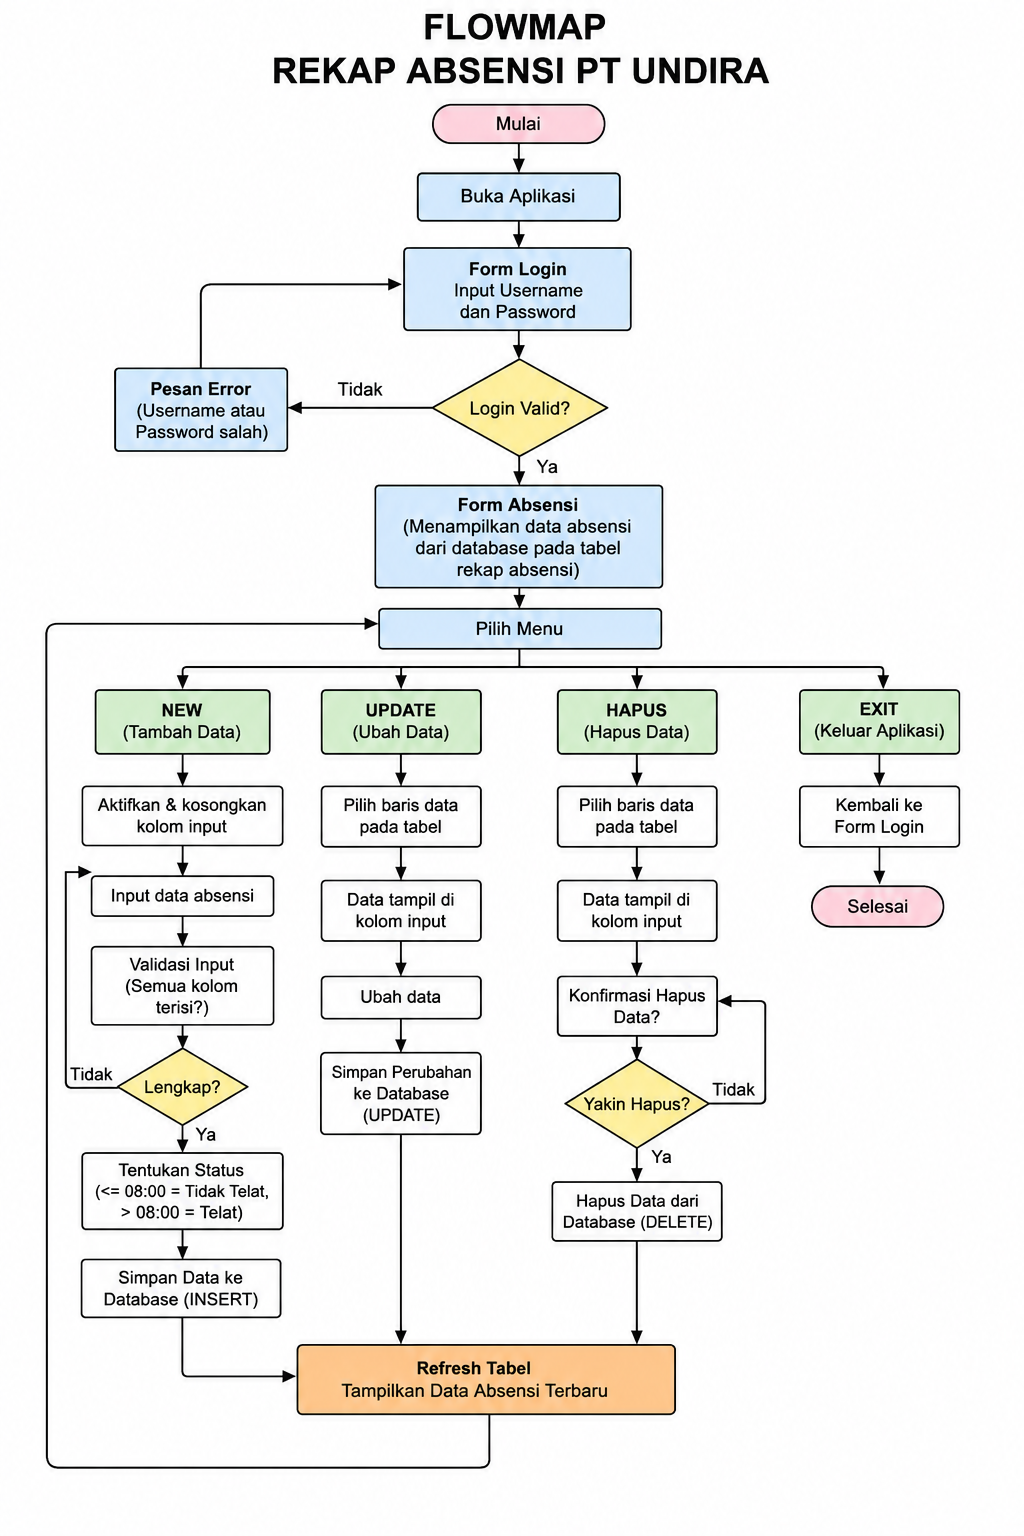 FLOWMAP
REKAP ABSENSI PT UNDIRA
Mulai
Buka Aplikasi
Form Login
Input Username
dan Password
Login Valid?
Tidak
Pesan Error
(Username atau
Password salah)
Ya
Form Absensi
(Menampilkan data absensi
dari database pada tabel
rekap absensi)
Pilih Menu
NEW
(Tambah Data)
Aktifkan & kosongkan
kolom input
Input data absensi
Validasi Input
(Semua kolom
terisi?)
Lengkap?
Tidak
Ya
Tentukan Status
(<= 08:00 = Tidak Telat,
> 08:00 = Telat)
Simpan Data ke
Database (INSERT)
UPDATE
(Ubah Data)
Pilih baris data
pada tabel
Data tampil di
kolom input
Ubah data
Simpan Perubahan
ke Database
(UPDATE)
HAPUS
(Hapus Data)
Pilih baris data
pada tabel
Data tampil di
kolom input
Konfirmasi Hapus
Data?
Yakin Hapus?
Tidak
Ya
Hapus Data dari
Database (DELETE)
EXIT
(Keluar Aplikasi)
Kembali ke
Form Login
Selesai
Refresh Tabel
Tampilkan Data Absensi Terbaru